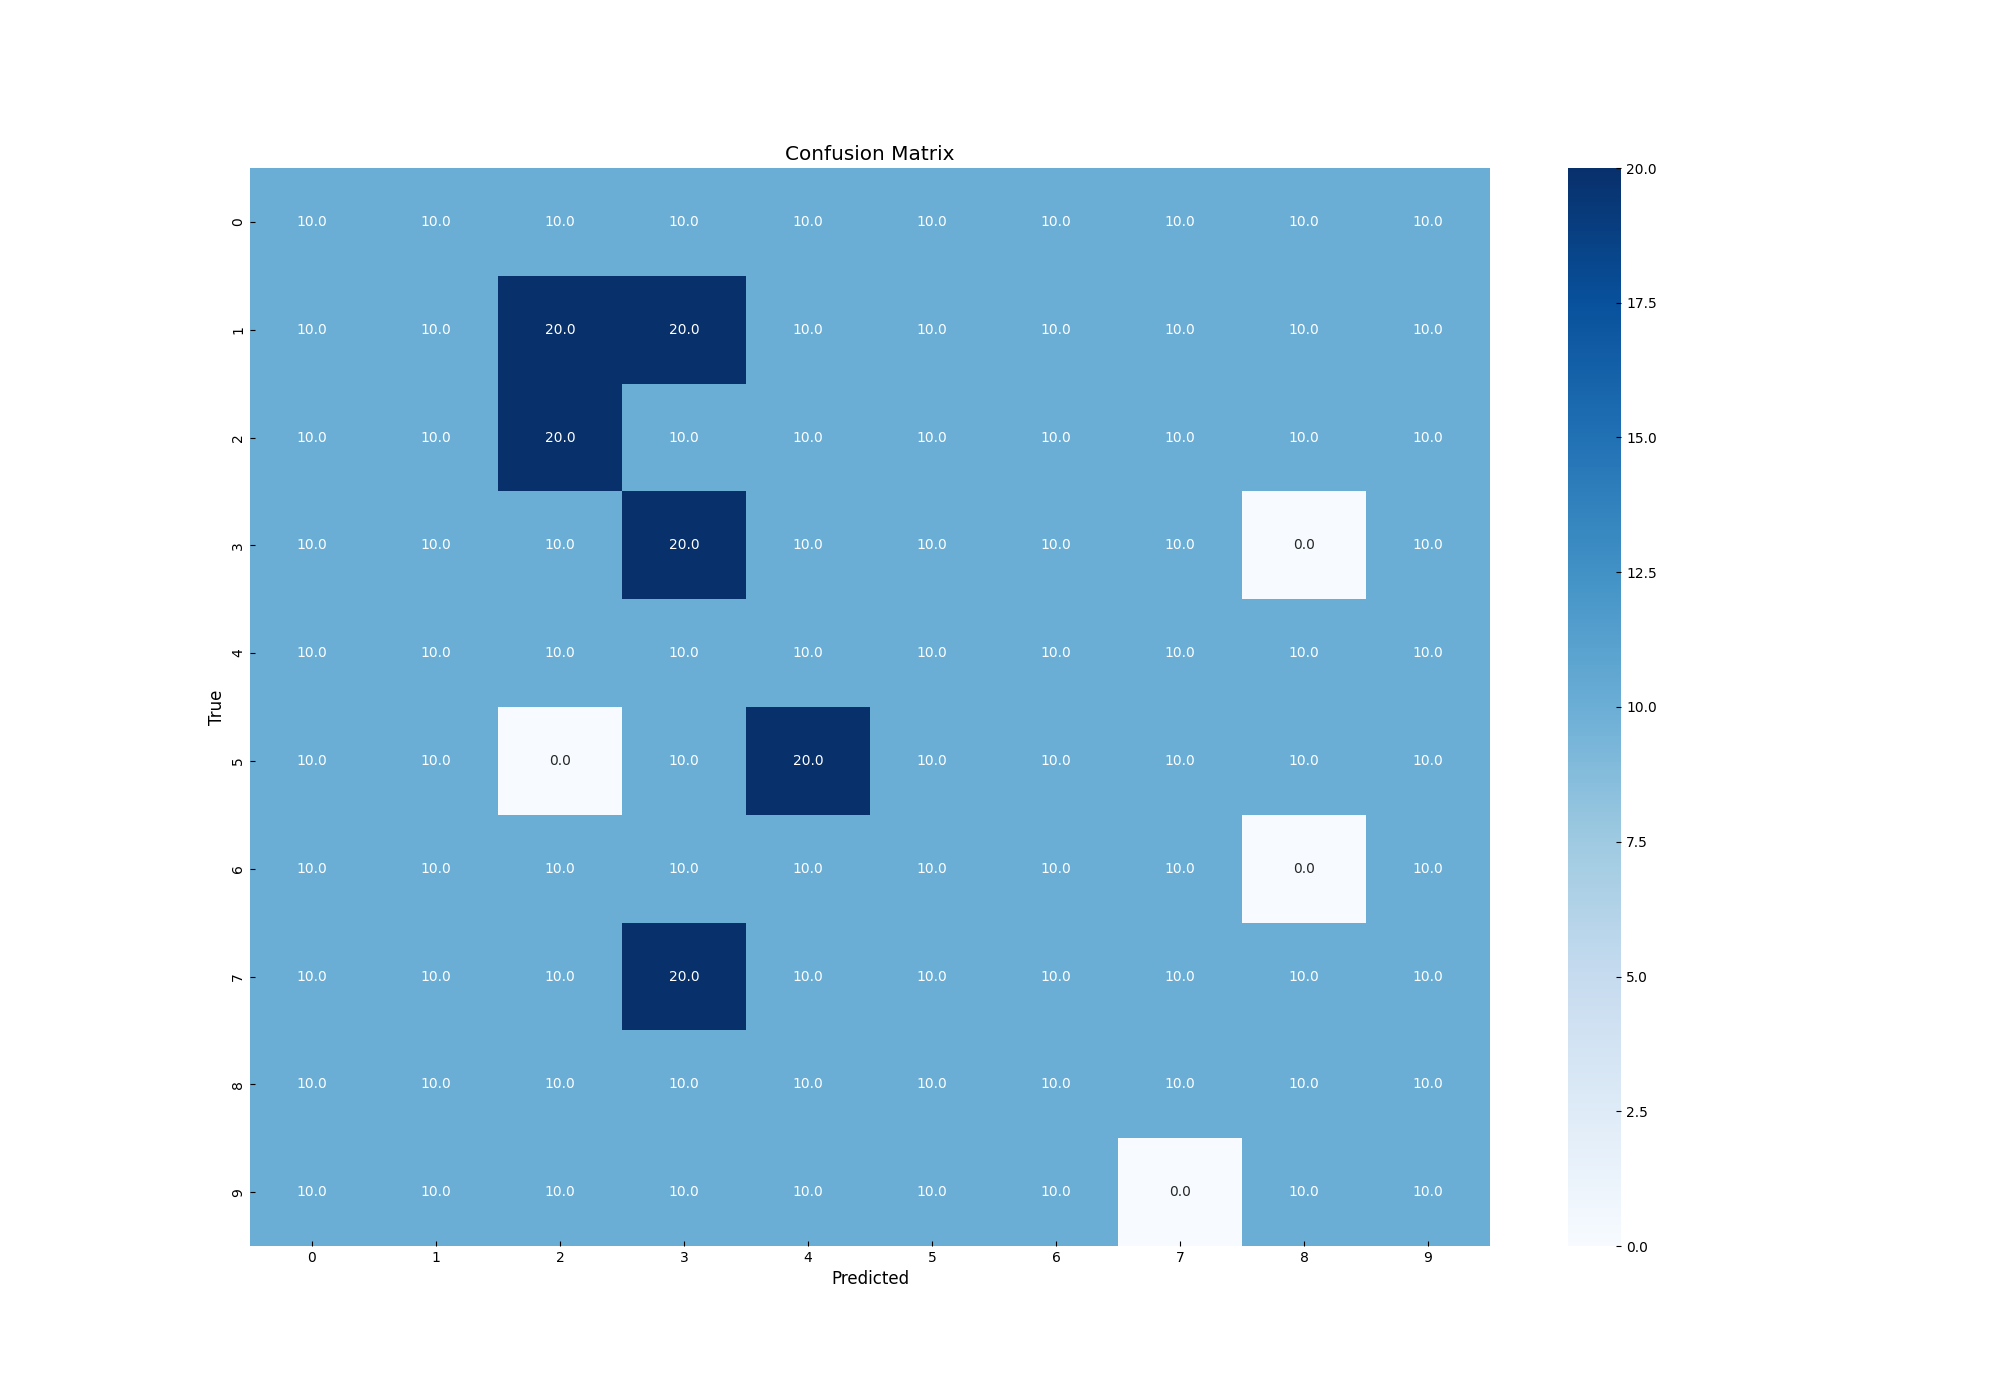 Confusion Matrix
0 10.0 10.0 10.0 10.0 10.0 10.0 10.0 10.0 10.0 10.0
1 10.0 10.0 20.0 20.0 10.0 10.0 10.0 10.0 10.0 10.0
2 10.0 10.0 20.0 10.0 10.0 10.0 10.0 10.0 10.0 10.0
3 10.0 10.0 10.0 20.0 10.0 10.0 10.0 10.0 0.0 10.0
4 10.0 10.0 10.0 10.0 10.0 10.0 10.0 10.0 10.0 10.0
5 10.0 10.0 0.0 10.0 20.0 10.0 10.0 10.0 10.0 10.0
6 10.0 10.0 10.0 10.0 10.0 10.0 10.0 10.0 0.0 10.0
7 10.0 10.0 10.0 20.0 10.0 10.0 10.0 10.0 10.0 10.0
8 10.0 10.0 10.0 10.0 10.0 10.0 10.0 10.0 10.0 10.0
9 10.0 10.0 10.0 10.0 10.0 10.0 10.0 0.0 10.0 10.0
0 1 2 3 4 5 6 7 8 9
Predicted
True
20.0
17.5
15.0
12.5
10.0
7.5
5.0
2.5
0.0